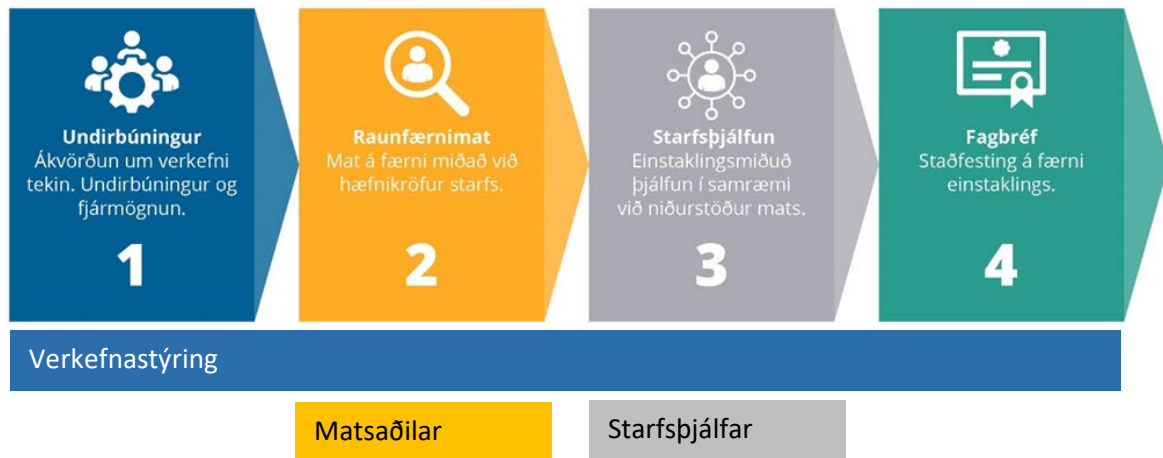 Undirbúningur
Ákvörðun um verkefni
tekin. Undirbúningur og
fjármögnun.
1
Raunfærnimat
Mat á færni miðað við
hæfnikröfur starfs.
2
Starfsþjálfun
Einstaklingsmiðuð
þjálfun í samræmi
við niðurstöður mats.
3
Fagbréf
Staðfesting á færni
einstaklings.
4
Verkefnastýring
Matsaðilar
Starfsþjálfar